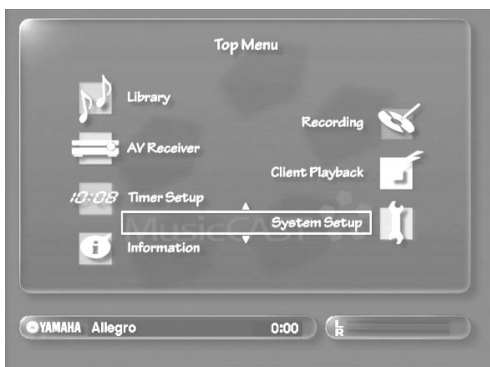 Top Menu
Library
Recording
AV Receiver
Client Playback
10:08 Timer Setup
System Setup
MusicCAST
Information
YAMAHA Allegro 0:00 L
R